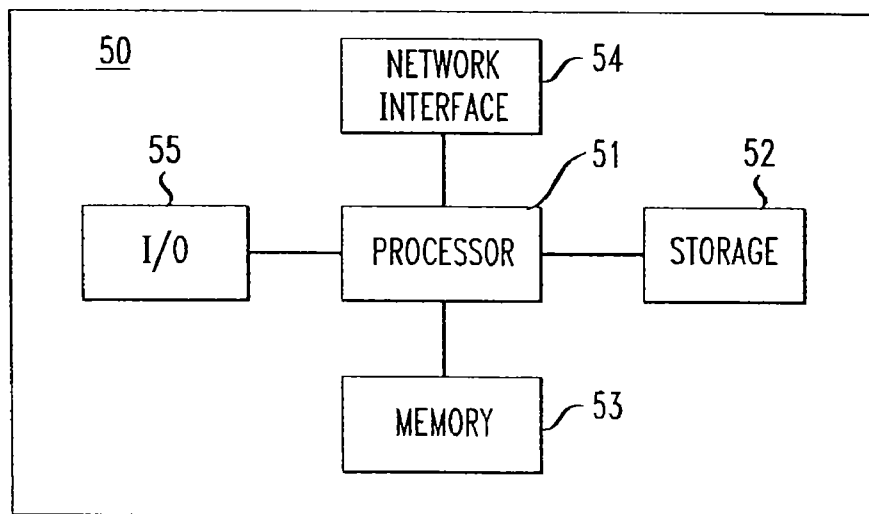 50
NETWORK
INTERFACE
54
55
I/O
51
PROCESSOR
52
STORAGE
MEMORY
53